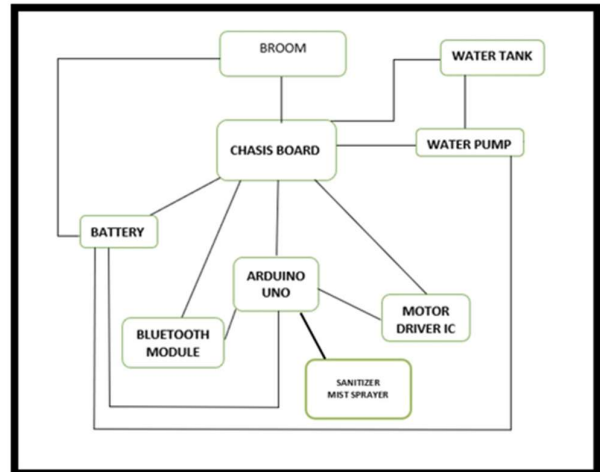 BROOM
WATER TANK
CHASIS BOARD
WATER PUMP
BATTERY
ARDUINO
UNO
MOTOR
DRIVER IC
BLUETOOTH
MODULE
SANITIZER
MIST SPRAYER